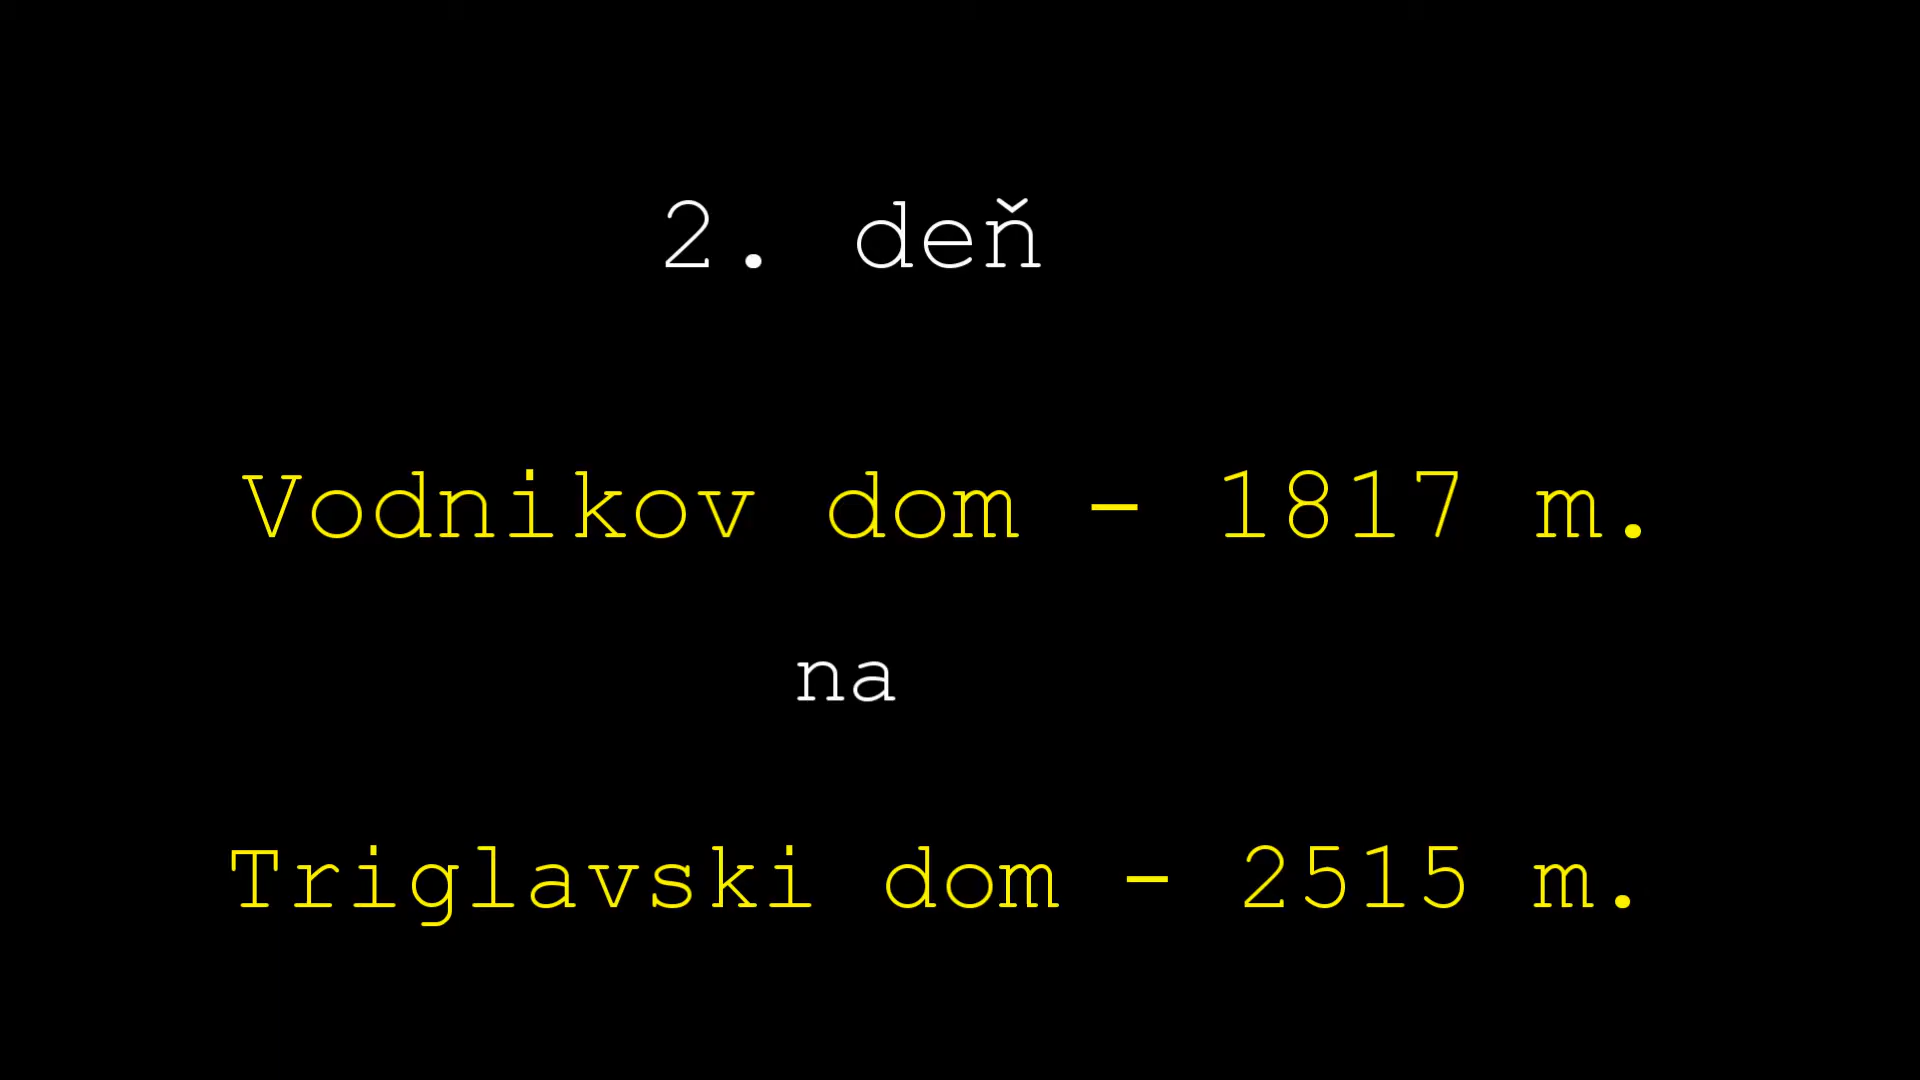 2. deň
Vodnikov dom - 1817 m.
na
Triglavski dom - 2515 m.